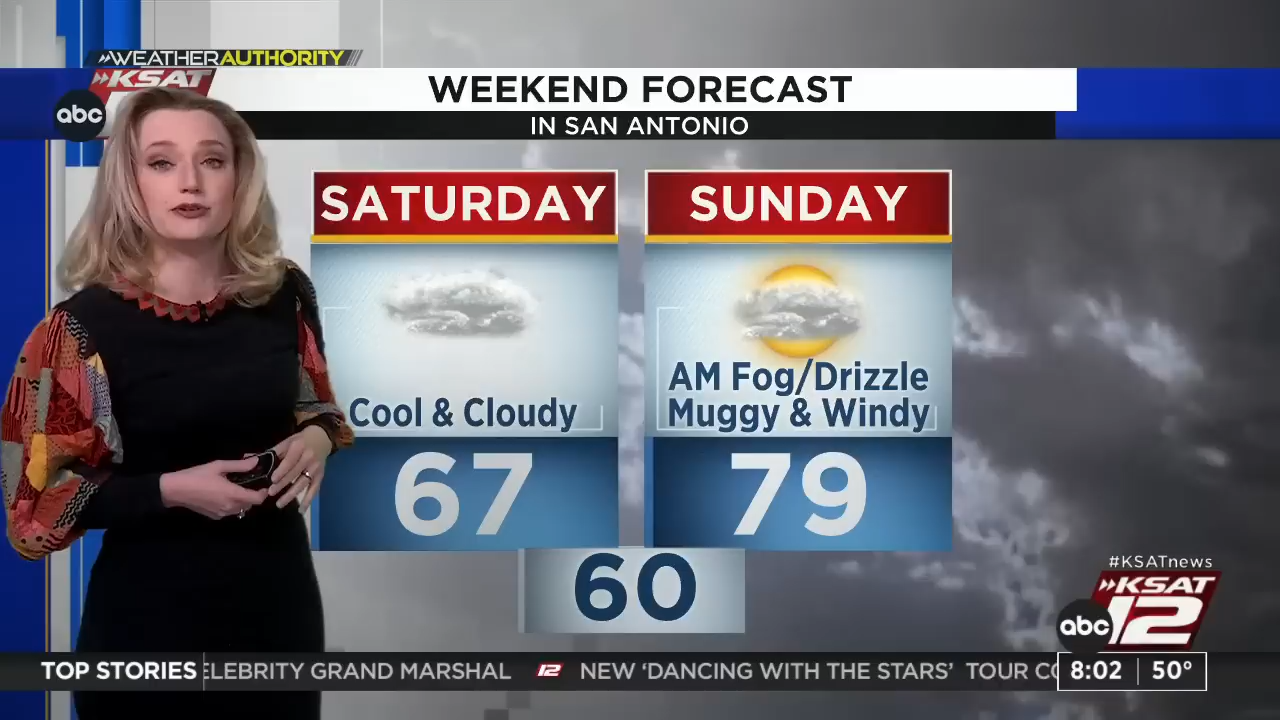 »WEATHERAUTHORITY
»KSAT
abc
WEEKEND FORECAST
IN SAN ANTONIO
SATURDAY
Cool & Cloudy
67
SUNDAY
AM Fog/Drizzle
Muggy & Windy
79
60
#KSATnews
»KSAT
abc 12
TOP STORIES ELEBRITY GRAND MARSHAL 12 NEW ‘DANCING WITH THE STARS’ TOUR CO
8:02 50°